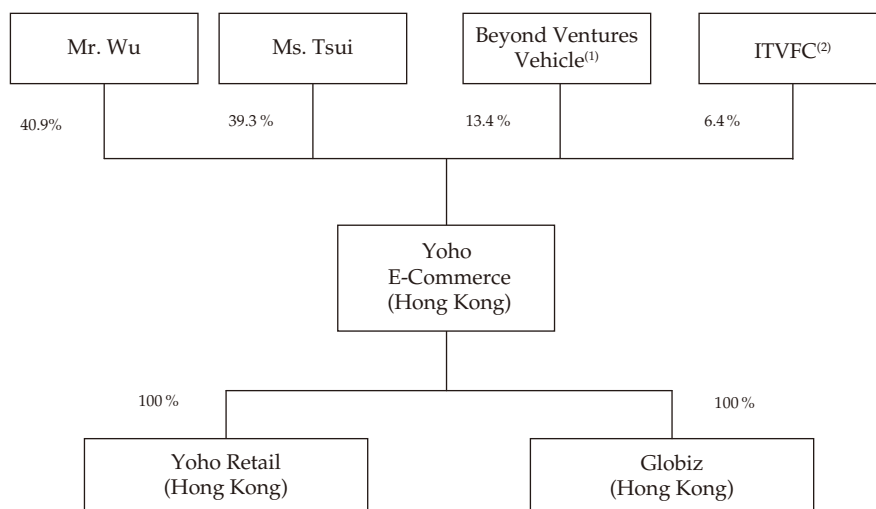 Mr. Wu
Ms. Tsui
Beyond Ventures
Vehicle(1)
ITVFC(2)
40.9%
39.3 %
13.4 %
6.4 %
Yoho
E-Commerce
(Hong Kong)
100 %
100 %
Yoho Retail
(Hong Kong)
Globiz
(Hong Kong)